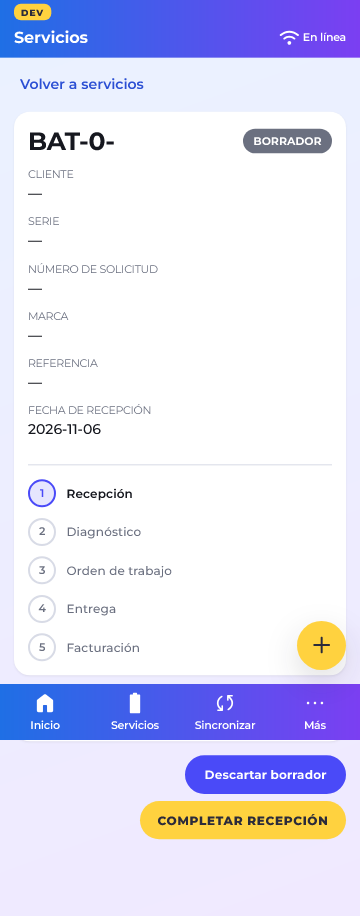 DEV
Servicios
En línea
Volver a servicios
BAT-0-
BORRADOR
CLIENTE
—
SERIE
—
NÚMERO DE SOLICITUD
—
MARCA
—
REFERENCIA
—
FECHA DE RECEPCIÓN
2026-11-06
1 Recepción
2 Diagnóstico
3 Orden de trabajo
4 Entrega
5 Facturación
Inicio Servicios Sincronizar Más
Descartar borrador
COMPLETAR RECEPCIÓN